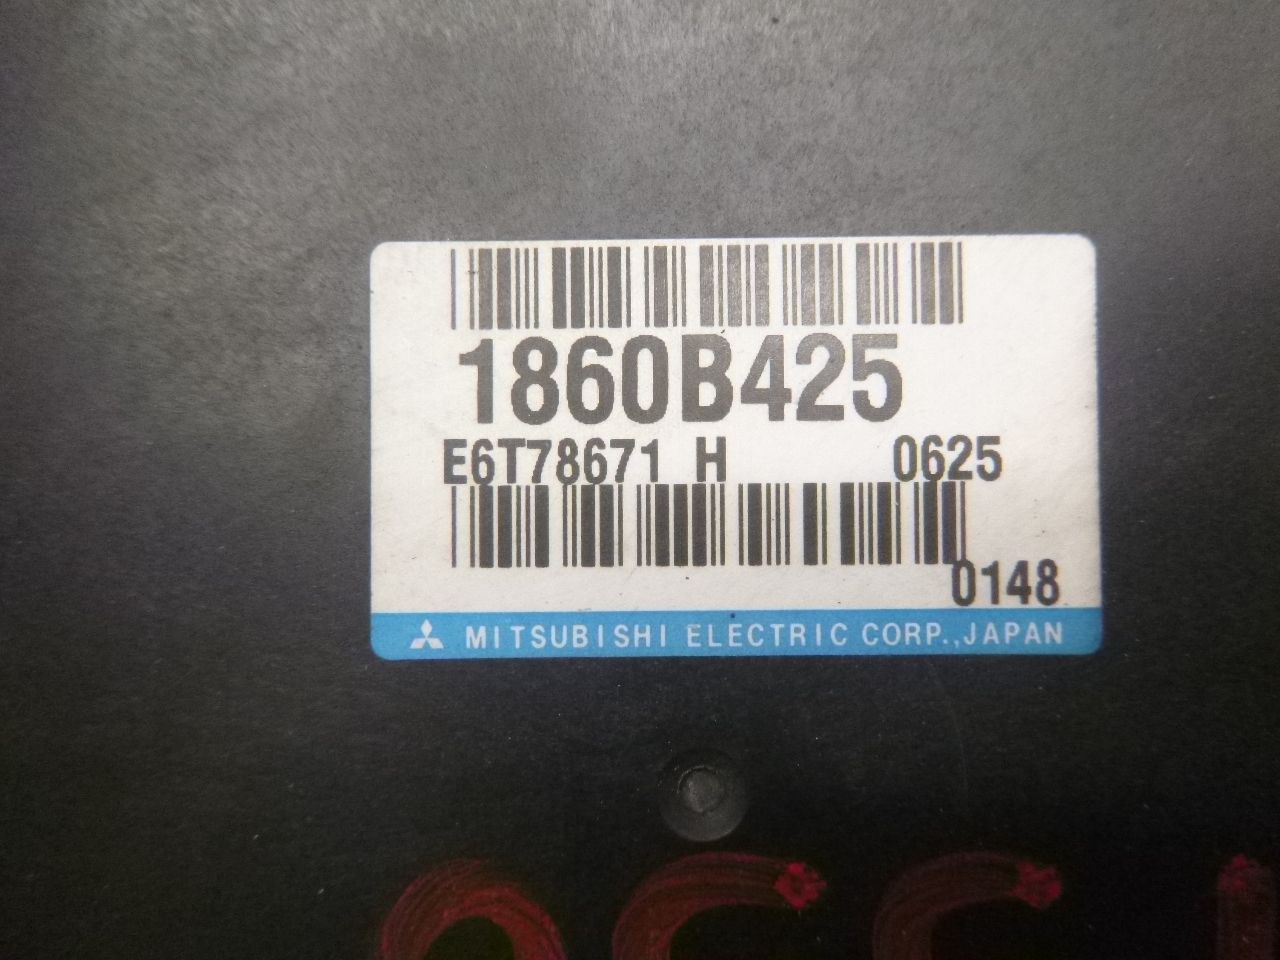 1860B425
E6T78671 H 0625
0148
MITSUBISHI ELECTRIC CORP.,JAPAN